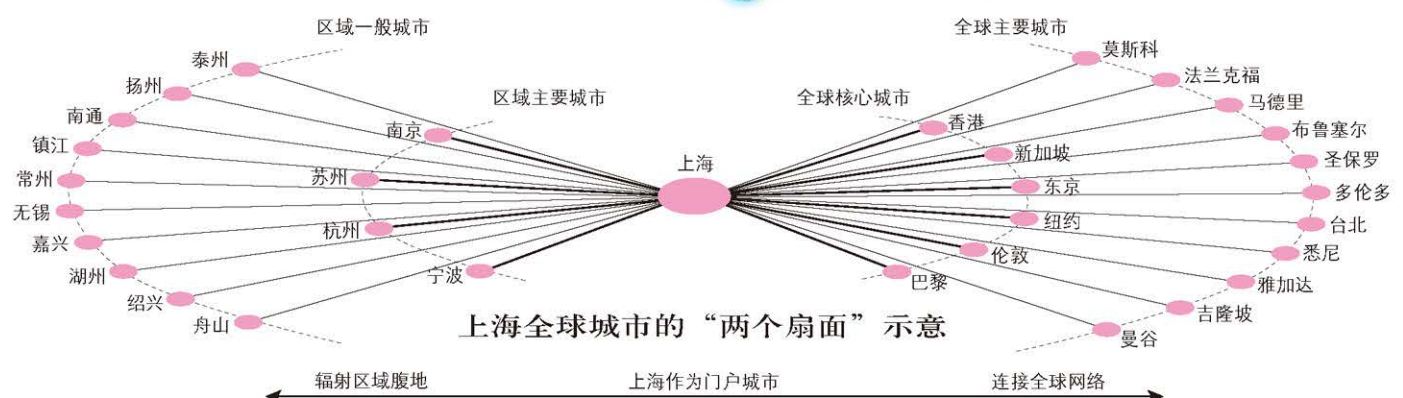 区域一般城市
泰州
扬州
南通
镇江
常州
无锡
嘉兴
湖州
绍兴
舟山
区域主要城市
南京
苏州
杭州
宁波
上海
全球核心城市
香港
新加坡
东京
纽约
伦敦
巴黎
全球主要城市
莫斯科
法兰克福
马德里
布鲁塞尔
圣保罗
多伦多
台北
悉尼
雅加达
吉隆坡
曼谷
上海全球城市的“两个扇面”示意
辐射区域腹地
上海作为门户城市
连接全球网络